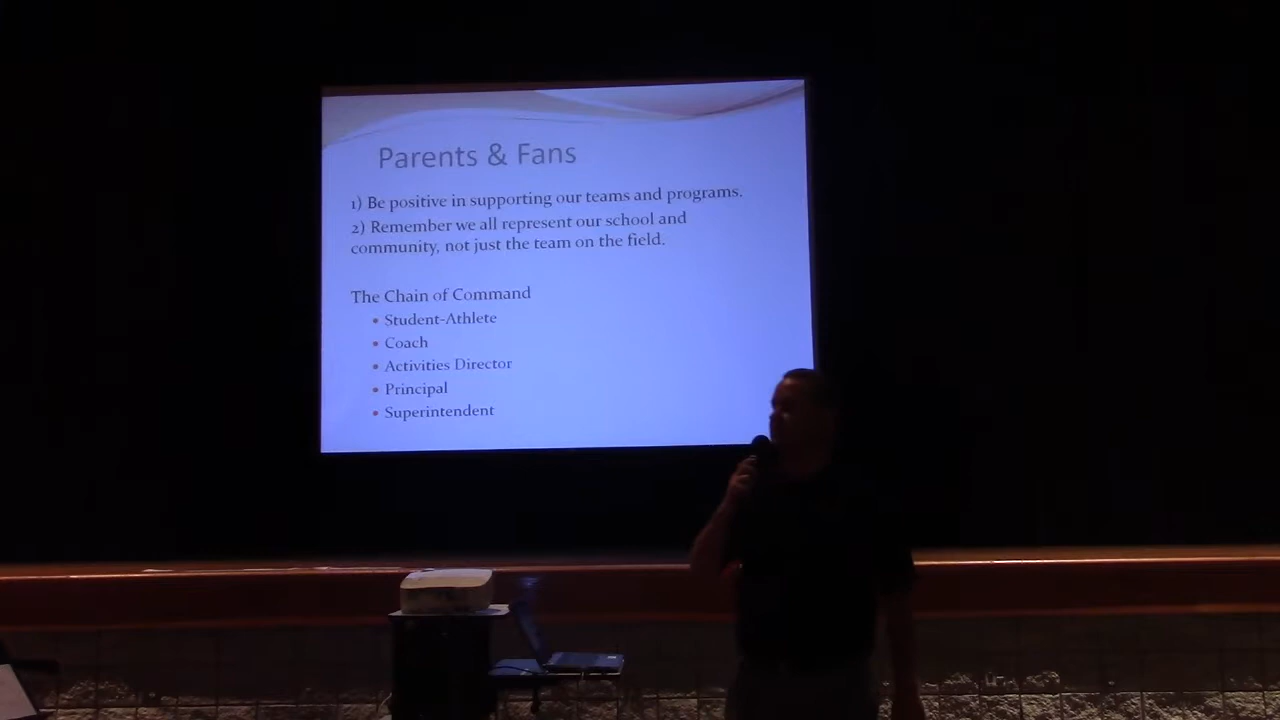 Parents & Fans
1) Be positive in supporting our teams and programs.
2) Remember we all represent our school and
community, not just the team on the field.
The Chain of Command
• Student-Athlete
• Coach
• Activities Director
• Principal
• Superintendent